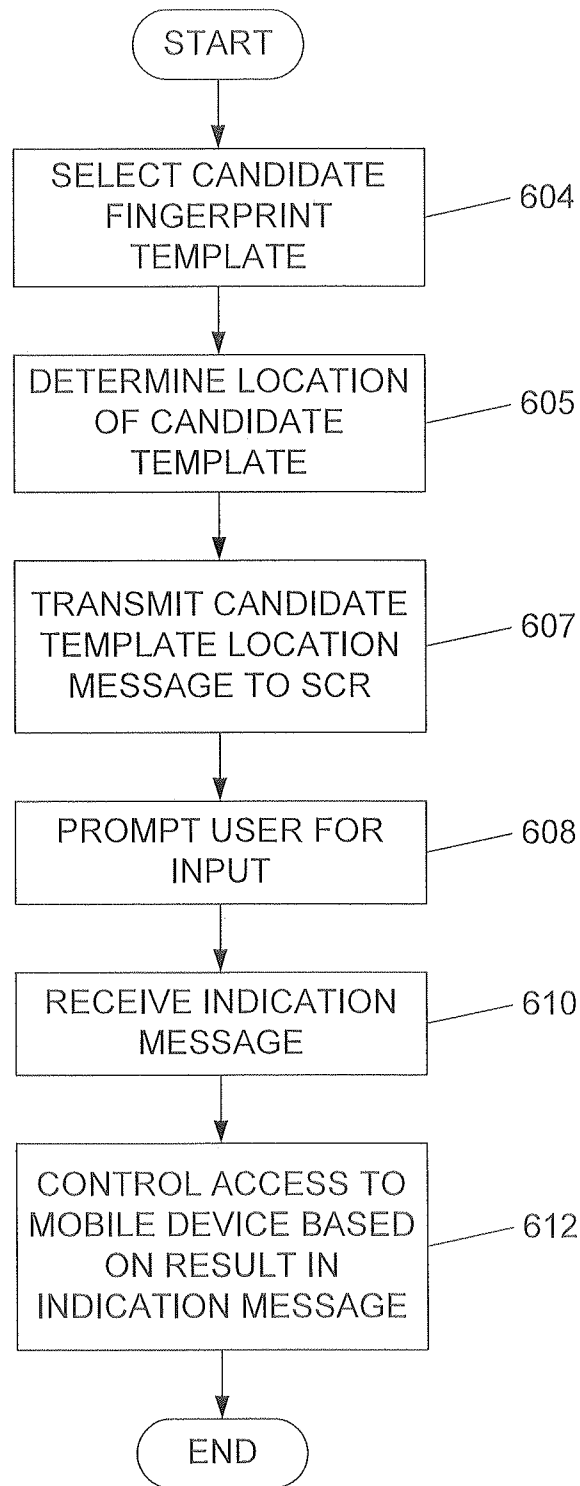 START
SELECT CANDIDATE
FINGERPRINT
TEMPLATE
604
DETERMINE LOCATION
OF CANDIDATE
TEMPLATE
605
TRANSMIT CANDIDATE
TEMPLATE LOCATION
MESSAGE TO SCR
607
PROMPT USER FOR
INPUT
608
RECEIVE INDICATION
MESSAGE
610
CONTROL ACCESS TO
MOBILE DEVICE BASED
ON RESULT IN
INDICATION MESSAGE
612
END